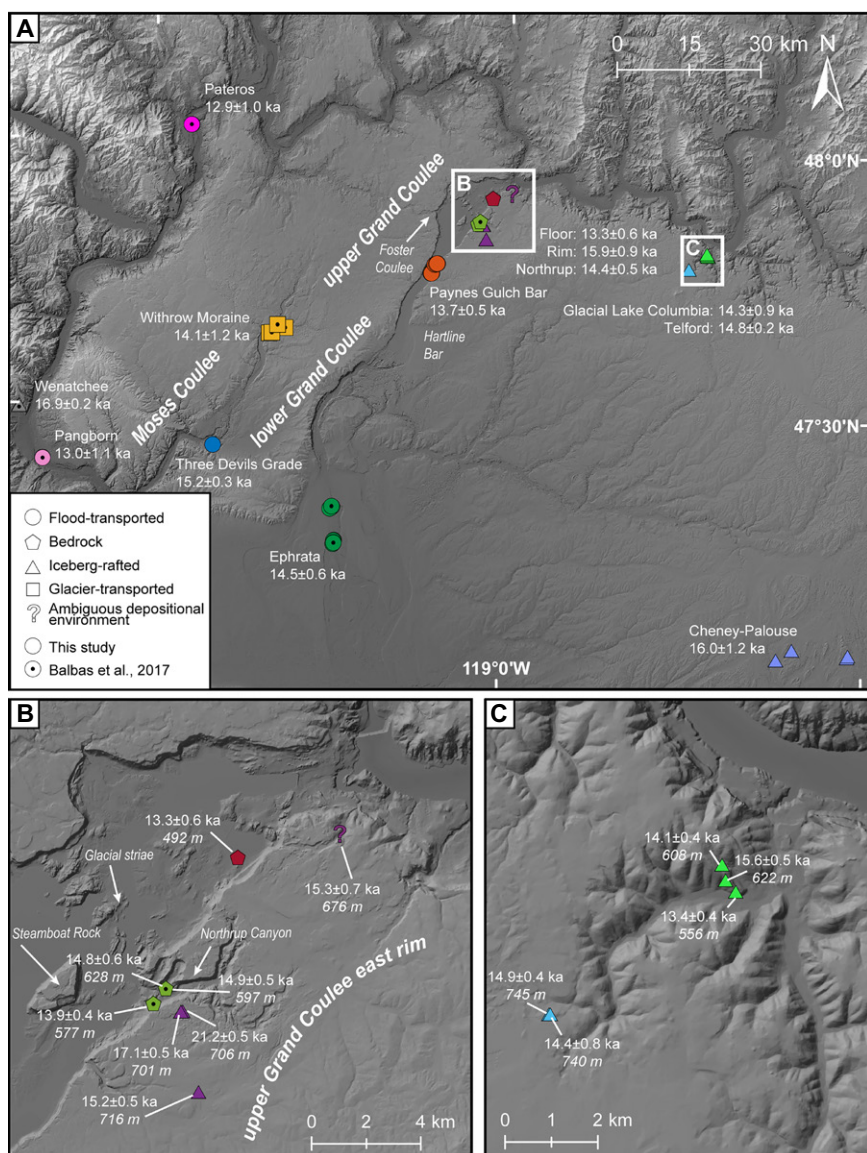 A
0 15 30 km
N
Pateros
12.9±1.0 ka
48°0'N
B
?
upper Grand Coulee
Foster
Coulee
Floor: 13.3±0.6 ka
Rim: 15.9±0.9 ka
Northrup: 14.4±0.5 ka
C
Paynes Gulch Bar
13.7±0.5 ka
Glacial Lake Columbia: 14.3±0.9 ka
Telford: 14.8±0.2 ka
Hartline
Bar
Withrow Moraine
14.1±1.2 ka
lower Grand Coulee
Moses Coulee
Wenatchee
16.9±0.2 ka
47°30'N
Pangborn
13.0±1.1 ka
Three Devils Grade
15.2±0.3 ka
Flood-transported
Bedrock
Iceberg-rafted
Glacier-transported
? Ambiguous depositional
environment
This study
Balbas et al., 2017
Ephrata
14.5±0.6 ka
Cheney-Palouse
16.0±1.2 ka
119°0'W
B
13.3±0.6 ka
492 m
?
15.3±0.7 ka
676 m
Glacial striae
Steamboat Rock
Northrup Canyon
14.8±0.6 ka
628 m
14.9±0.5 ka
597 m
13.9±0.4 ka
577 m
21.2±0.5 ka
706 m
17.1±0.5 ka
701 m
15.2±0.5 ka
716 m
upper Grand Coulee east rim
0 2 4 km
C
14.1±0.4 ka
608 m
15.6±0.5 ka
622 m
13.4±0.4 ka
556 m
14.9±0.4 ka
745 m
14.4±0.8 ka
740 m
0 1 2 km